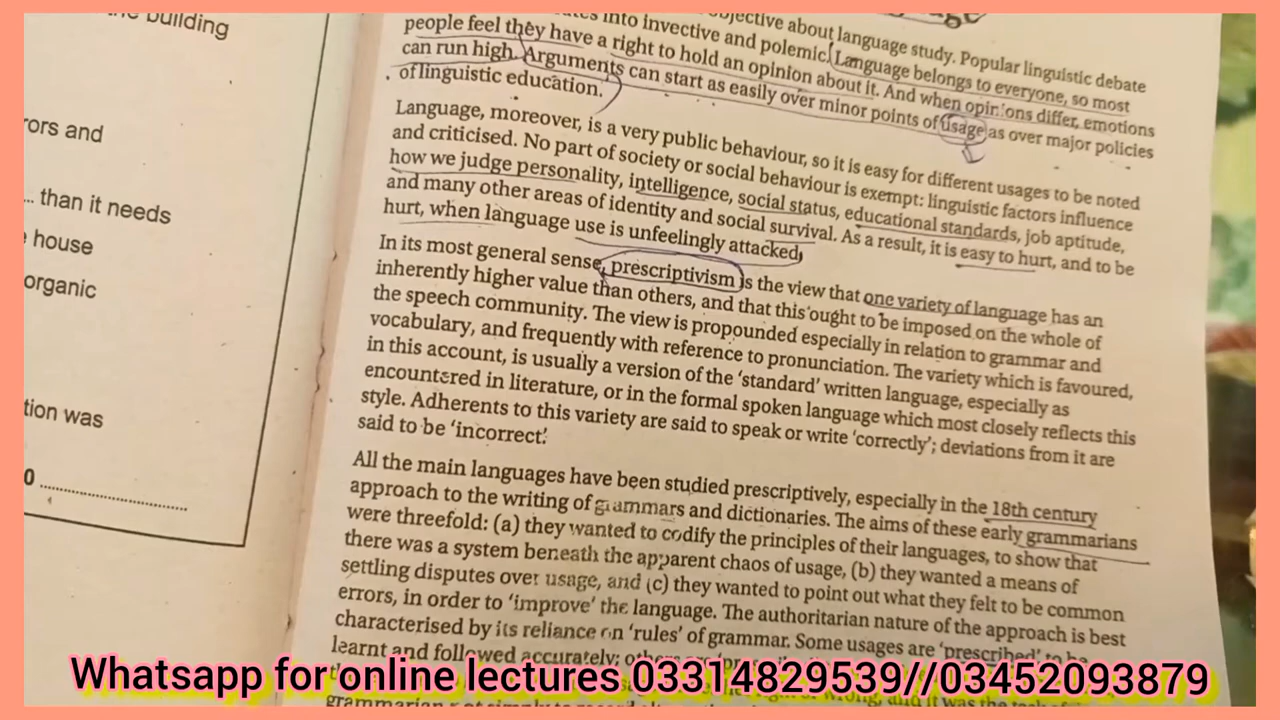 the building
rors and
... than it needs
house
organic
tion was
0 ..........
into invective and polemic. Language belongs to everyone, so most
objective about language study. Popular linguistic debate
people feel they have a right to hold an opinion about it. And when opinions differ, emotions
can run high. Arguments can start as easily over minor points of usage as over major policies
of linguistic education.
Language, moreover, is a very public behaviour, so it is easy for different usages to be noted
and criticised. No part of society or social behaviour is exempt: linguistic factors influence
how we judge personality, intelligence, social status, educational standards, job aptitude,
and many other areas of identity and social survival. As a result, it is easy to hurt, and to be
hurt, when language use is unfeelingly attacked,
In its most general sense, prescriptivism is the view that one variety of language has an
inherently higher value than others, and that this ought to be imposed on the whole of
the speech community. The view is propounded especially in relation to grammar and
vocabulary, and frequently with reference to pronunciation. The variety which is favoured,
in this account, is usually a version of the 'standard' written language, especially as
encountered in literature, or in the formal spoken language which most closely reflects this
style. Adherents to this variety are said to speak or write 'correctly'; deviations from it are
said to be 'incorrect'.
All the main languages have been studied prescriptively, especially in the 18th century
approach to the writing of grammars and dictionaries. The aims of these early grammarians
were threefold: (a) they wanted to codify the principles of their languages, to show that
there was a system beneath the apparent chaos of usage, (b) they wanted a means of
settling disputes over usage, and (c) they wanted to point out what they felt to be common
errors, in order to 'improve' the language. The authoritarian nature of the approach is best
characterised by its reliance on 'rules' of grammar. Some usages are 'prescribed' to be
learnt and followed accurately;
Whatsapp for online lectures 03314829539//03452093879